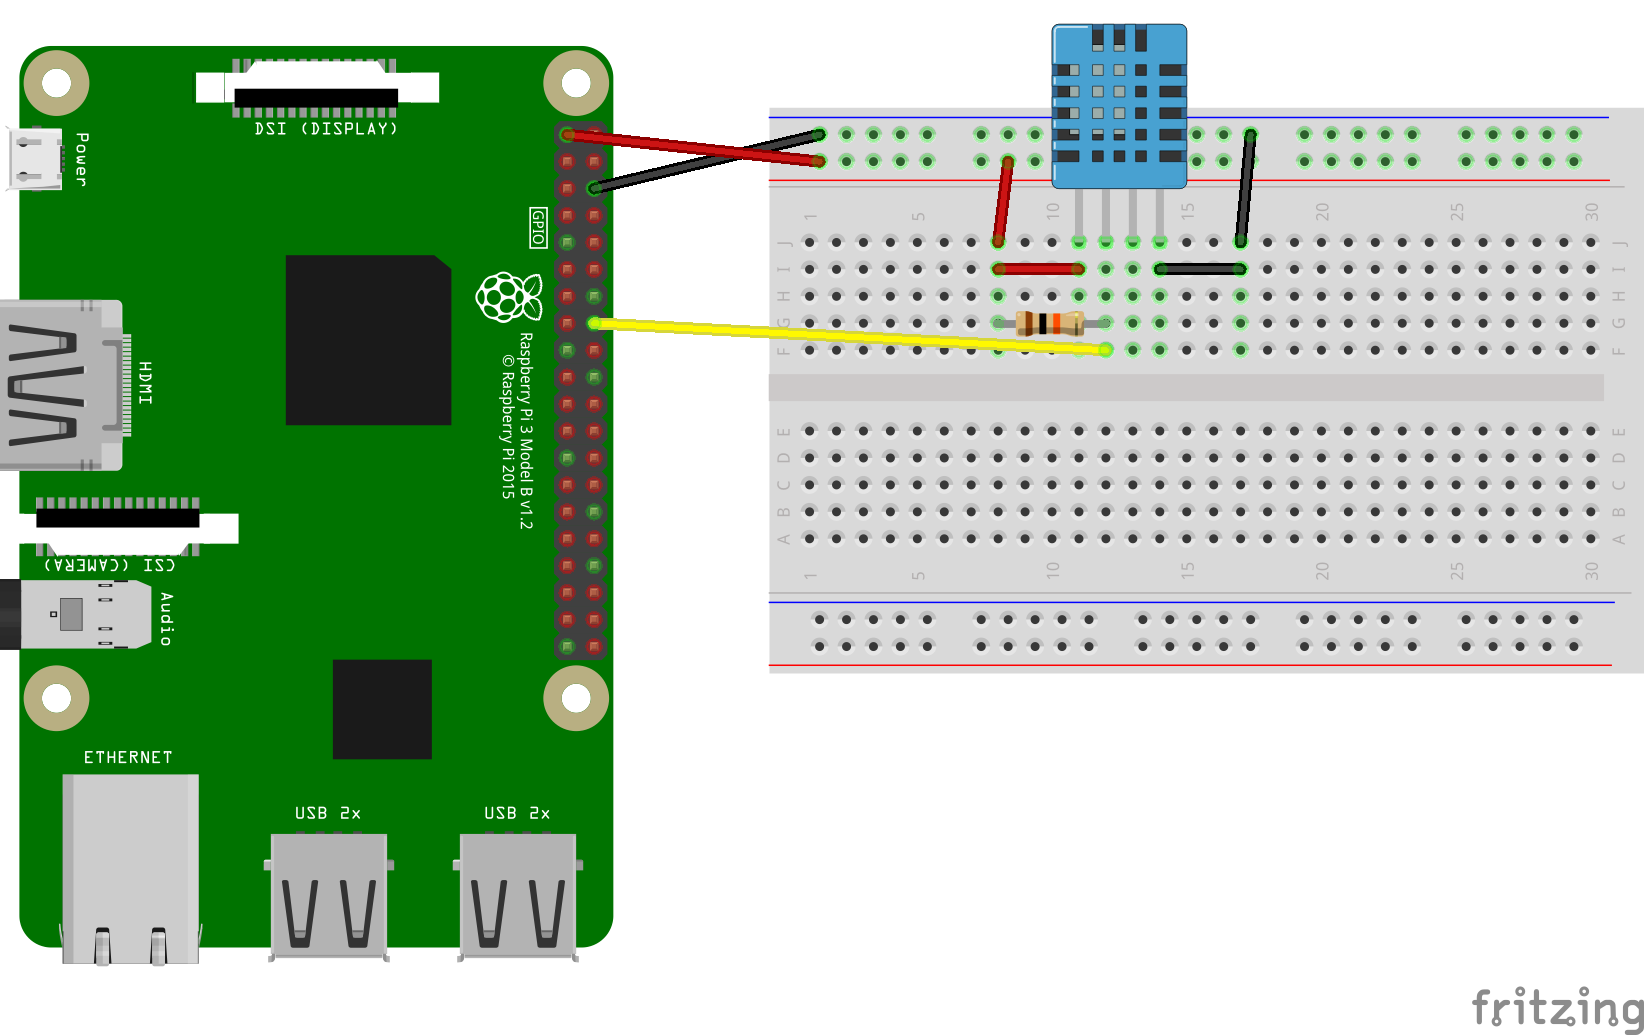 DSI (DISPLAY)
Power
GPIO
HDMI
Raspberry Pi 3 Model B v1.2
© Raspberry Pi 2015
CSI (CAMERA)
Audio
ETHERNET
USB 2x
USB 2x
1 5 10 15 20 25 30
J J
I I
H H
G G
F F
E E
D D
C C
B B
A A
1 5 10 15 20 25 30
fritzing